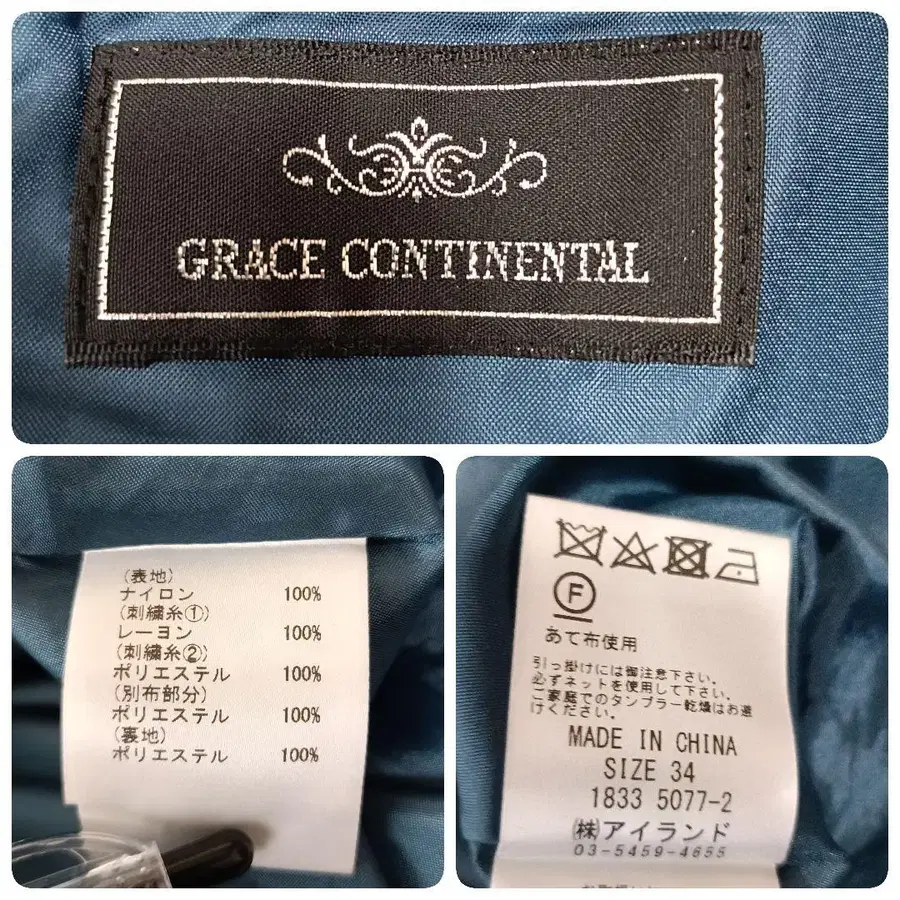 GRACE CONTINENTAL
(表地)
ナイロン 100%
(刺繍糸①)
レーヨン 100%
(刺繍糸②)
ポリエステル 100%
(別布部分)
ポリエステル 100%
(裏地)
ポリエステル 100%
F
あて布使用
引っ掛けには御注意下さい。
必ずネットを使用して下さい。
ご家庭でのタンブラー乾燥はお避
けください。
MADE IN CHINA
SIZE 34
1833 5077-2
㈱アイランド
03-5459-4655